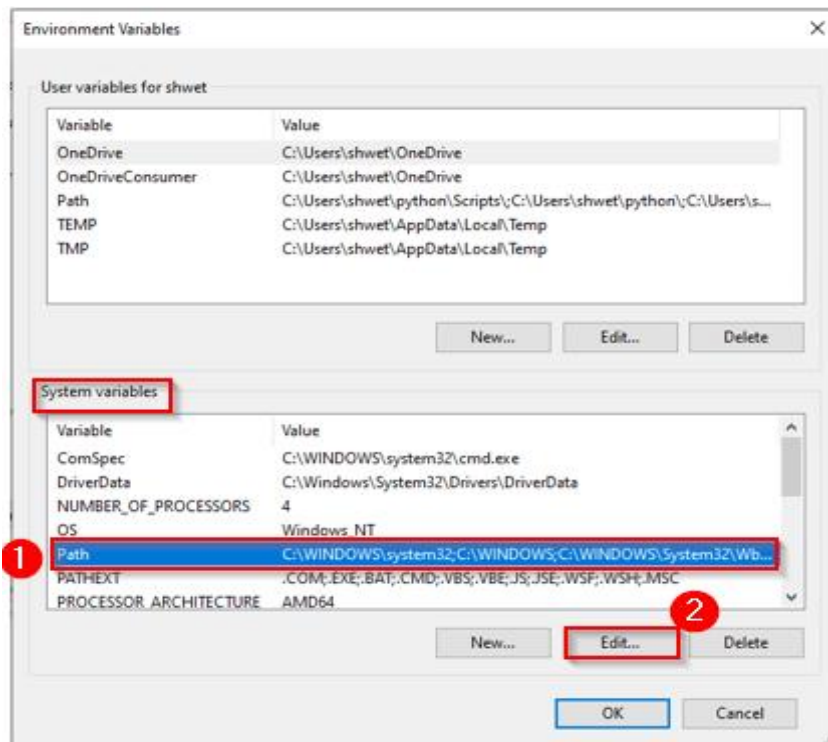 Environment Variables
User variables for shwet
Variable Value
OneDrive C:\Users\shwet\OneDrive
OneDriveConsumer C:\Users\shwet\OneDrive
Path C:\Users\shwet\python\Scripts\;C:\Users\shwet\python\;C:\Users\s...
TEMP C:\Users\shwet\AppData\Local\Temp
TMP C:\Users\shwet\AppData\Local\Temp
New... Edit... Delete
System variables
Variable Value
ComSpec C:\WINDOWS\system32\cmd.exe
DriverData C:\Windows\System32\Drivers\DriverData
NUMBER_OF_PROCESSORS 4
OS Windows_NT
1 Path C:\WINDOWS\system32;C:\WINDOWS;C:\WINDOWS\System32\Wb...
PATHEXT .COM;.EXE;.BAT;.CMD;.VBS;.VBE;.JS;.JSE;.WSF;.WSH;.MSC
PROCESSOR_ARCHITECTURE AMD64
2
New... Edit... Delete
OK Cancel